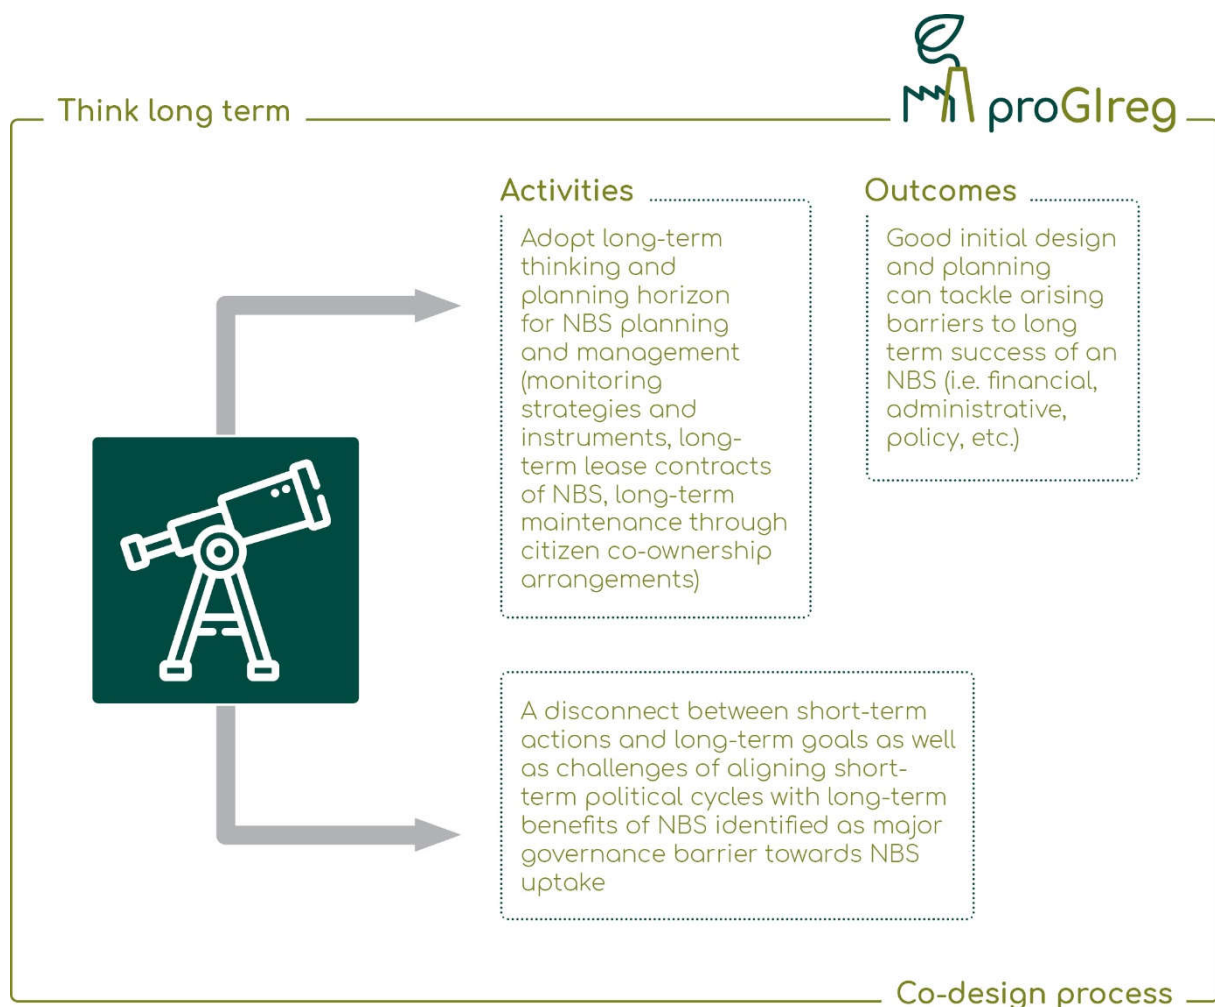 Think long term
proGIreg
Activities
Adopt long-term
thinking and
planning horizon
for NBS planning
and management
(monitoring
strategies and
instruments, long-
term lease contracts
of NBS, long-term
maintenance through
citizen co-ownership
arrangements)
Outcomes
Good initial design
and planning
can tackle arising
barriers to long
term success of an
NBS (i.e. financial,
administrative,
policy, etc.)
A disconnect between short-term
actions and long-term goals as well
as challenges of aligning short-
term political cycles with long-term
benefits of NBS identified as major
governance barrier towards NBS
uptake
Co-design process